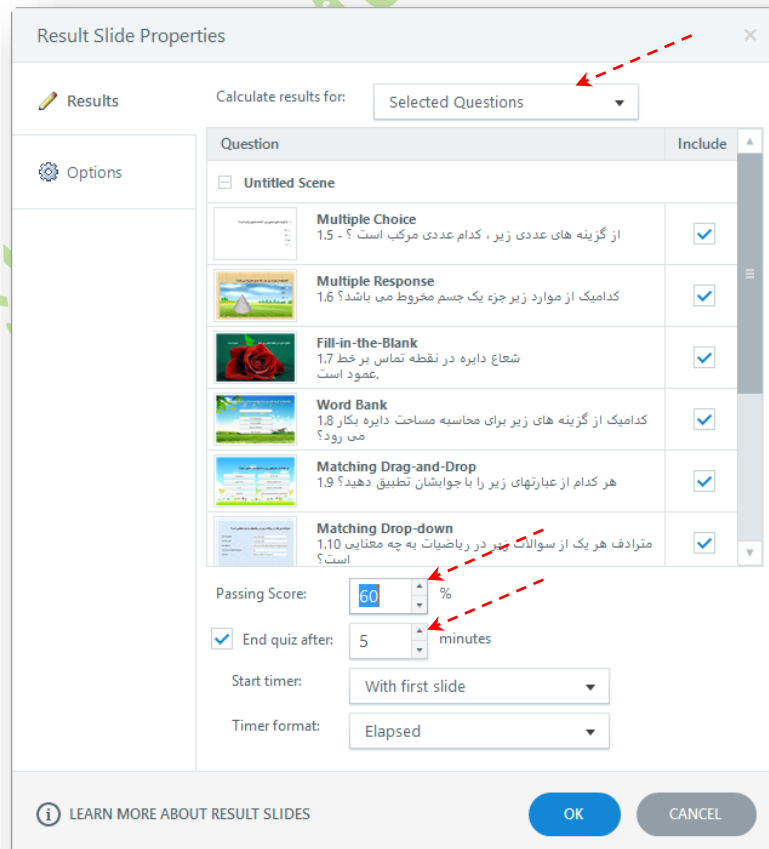 Result Slide Properties
Results
Calculate results for:
Selected Questions
Options
Question
Include
Untitled Scene
Multiple Choice
1.5 - از گزینه های عددی زیر ، کدام عددی مرکب است ؟
Multiple Response
1.6 کدامیک از موارد زیر جزء یک جسم مخروط می باشد؟
Fill-in-the-Blank
1.7 شعاع دایره در نقطه تماس بر خط
عمود است.
Word Bank
1.8 کدامیک از گزینه های زیر برای محاسبه مساحت دایره بکار
می رود؟
Matching Drag-and-Drop
1.9 هر کدام از عبارتهای زیر را با جوابشان تطبیق دهید؟
Matching Drop-down
1.10 مترادف هر یک از سوالات زیر در ریاضیات به چه معنایی
است؟
Passing Score:
60
%
End quiz after:
5
minutes
Start timer:
With first slide
Timer format:
Elapsed
LEARN MORE ABOUT RESULT SLIDES
OK
CANCEL